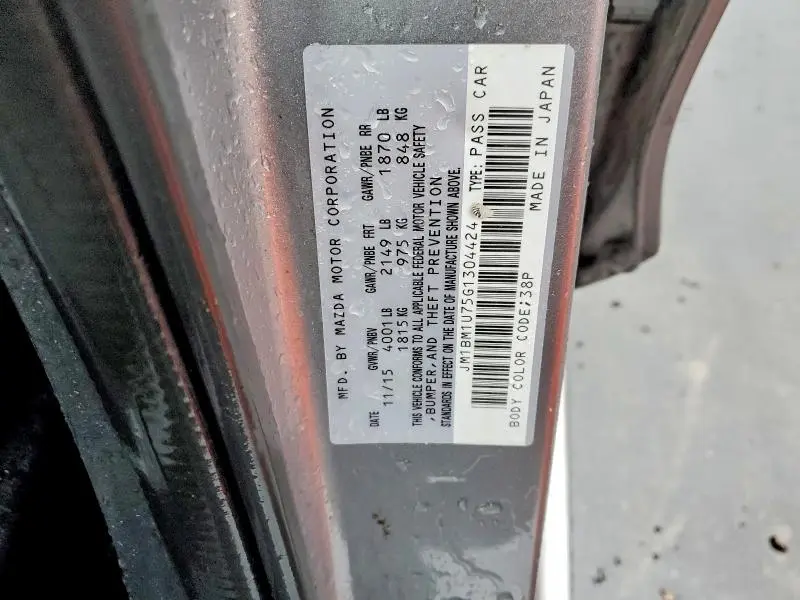 MFD. BY MAZDA MOTOR CORPORATION
DATE GVWR/PNBV GAWR/PNBE FRT GAWR/PNBE RR
11/15 4001 LB 2149 LB 1870 LB
1815 KG 975 KG 848 KG
THIS VEHICLE CONFORMS TO ALL APPLICABLE FEDERAL MOTOR VEHICLE SAFETY
,BUMPER,AND THEFT PREVENTION
STANDARDS IN EFFECT ON THE DATE OF MANUFACTURE SHOWN ABOVE.
JM1BM1U75G1304424 TYPE: PASS CAR
BODY COLOR CODE;38P MADE IN JAPAN